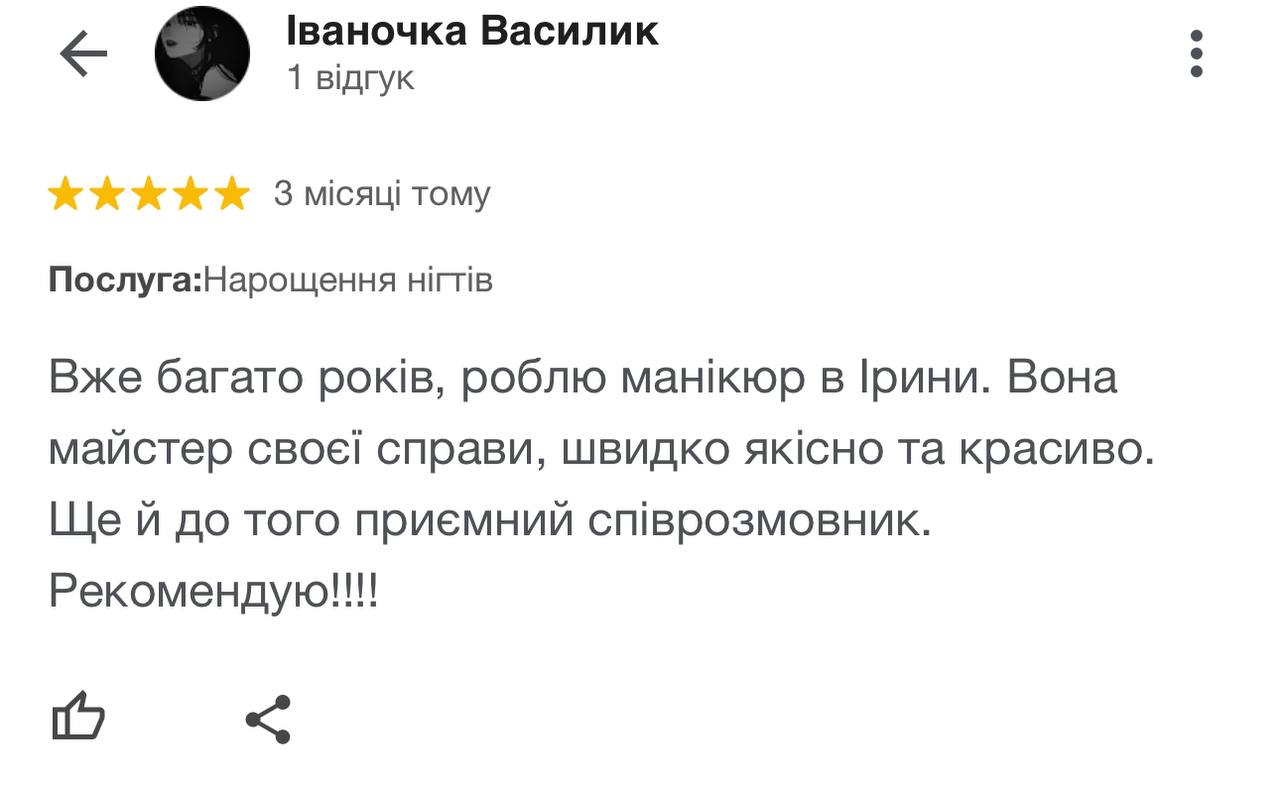 Іваночка Василик
1 відгук
3 місяці тому
Послуга:Нарощення нігтів
Вже багато років, роблю манікюр в Ірини. Вона
майстер своєї справи, швидко якісно та красиво.
Ще й до того приємний співрозмовник.
Рекомендую!!!!